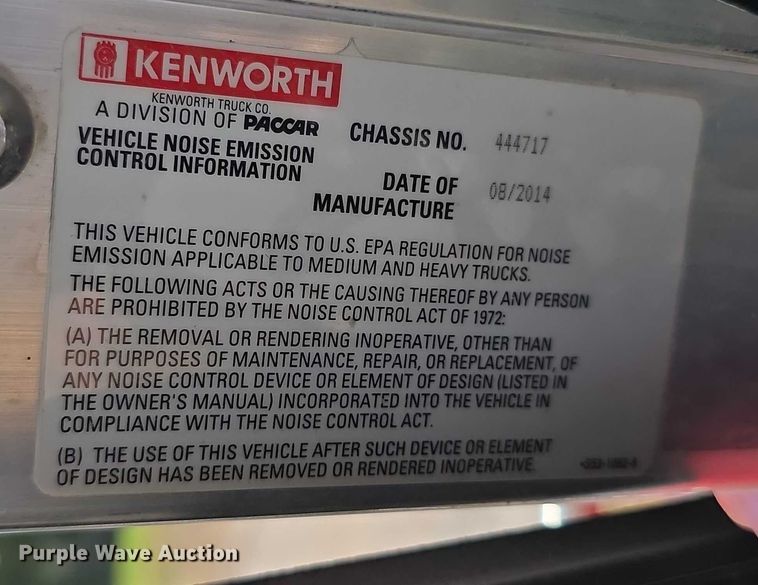 KENWORTH
KENWORTH TRUCK CO.
A DIVISION OF PACCAR
VEHICLE NOISE EMISSION
CONTROL INFORMATION
CHASSIS NO. 444717
DATE OF
MANUFACTURE 08/2014
THIS VEHICLE CONFORMS TO U.S. EPA REGULATION FOR NOISE
EMISSION APPLICABLE TO MEDIUM AND HEAVY TRUCKS.
THE FOLLOWING ACTS OR THE CAUSING THEREOF BY ANY PERSON
ARE PROHIBITED BY THE NOISE CONTROL ACT OF 1972:
(A) THE REMOVAL OR RENDERING INOPERATIVE, OTHER THAN
FOR PURPOSES OF MAINTENANCE, REPAIR, OR REPLACEMENT, OF
ANY NOISE CONTROL DEVICE OR ELEMENT OF DESIGN (LISTED IN
THE OWNER'S MANUAL) INCORPORATED INTO THE VEHICLE IN
COMPLIANCE WITH THE NOISE CONTROL ACT.
(B) THE USE OF THIS VEHICLE AFTER SUCH DEVICE OR ELEMENT
OF DESIGN HAS BEEN REMOVED OR RENDERED INOPERATIVE.
Purple Wave Auction